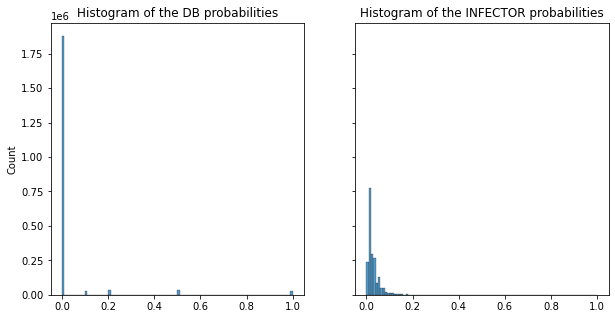 Histogram of the DB probabilities
Histogram of the INFECTOR probabilities
1e6
Count
1.75
1.50
1.25
1.00
0.75
0.50
0.25
0.00
0.0 0.2 0.4 0.6 0.8 1.0
0.0 0.2 0.4 0.6 0.8 1.0